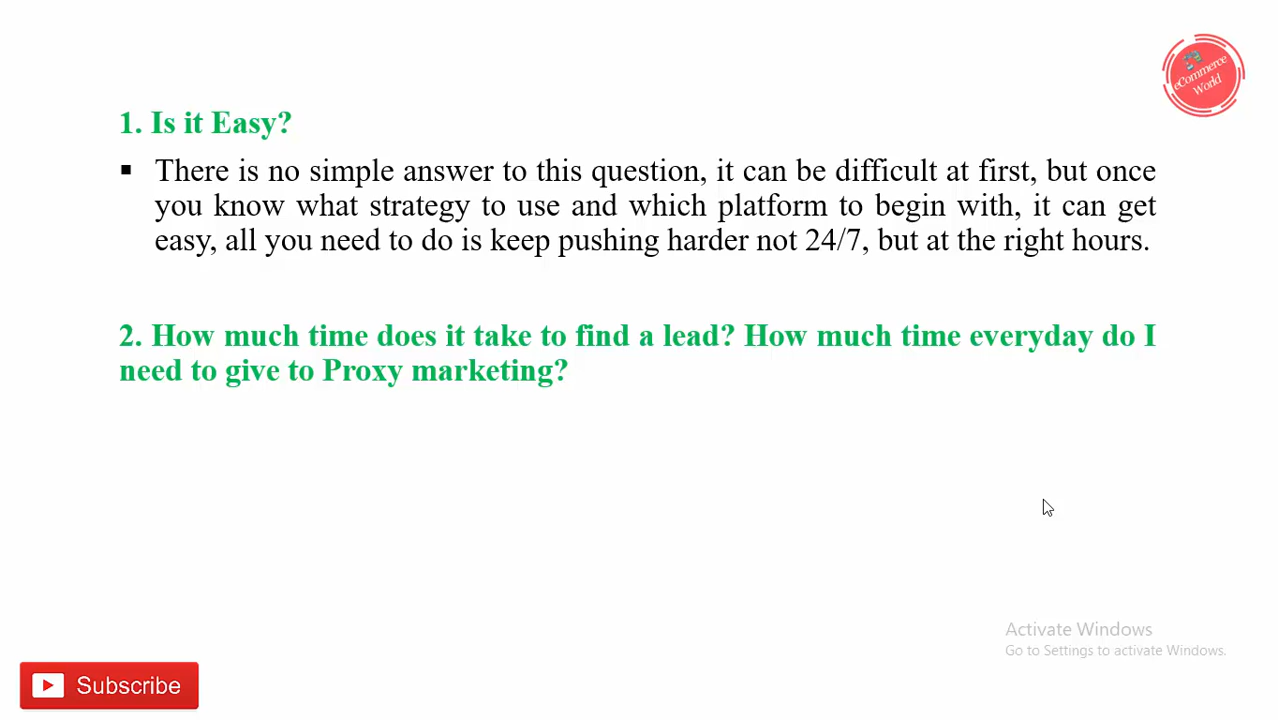 eCommerce
World
1. Is it Easy?
▪ There is no simple answer to this question, it can be difficult at first, but once
you know what strategy to use and which platform to begin with, it can get
easy, all you need to do is keep pushing harder not 24/7, but at the right hours.
2. How much time does it take to find a lead? How much time everyday do I
need to give to Proxy marketing?
Activate Windows
Go to Settings to activate Windows.
Subscribe